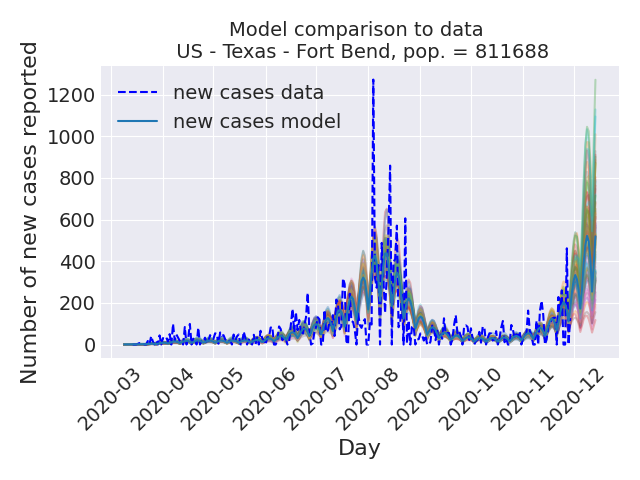 Model comparison to data
US - Texas - Fort Bend, pop. = 811688
new cases data
new cases model
Number of new cases reported
1200
1000
800
600
400
200
0
2020-03
2020-04
2020-05
2020-06
2020-07
2020-08
2020-09
2020-10
2020-11
2020-12
Day